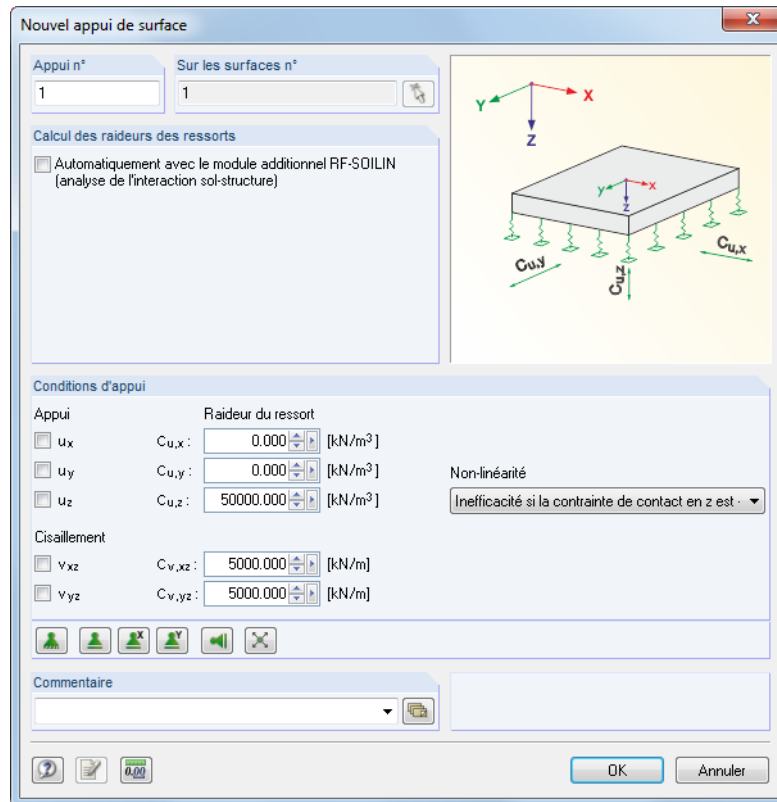 Nouvel appui de surface
Appui n°
Sur les surfaces n°
1
1
Calcul des raideurs des ressorts
Automatiquement avec le module additionnel RF-SOILIN
(analyse de l'interaction sol-structure)
X
Y
Z
x
y
z
Cu,x
Cu,y
Cu,z
Conditions d'appui
Appui
Raideur du ressort
ux Cu,x : 0.000 [kN/m³]
uy Cu,y : 0.000 [kN/m³]
Non-linéarité
uz Cu,z : 50000.000 [kN/m³]
Inefficacité si la contrainte de contact en z est
Cisaillement
vxz Cv,xz : 5000.000 [kN/m]
vyz Cv,yz : 5000.000 [kN/m]
X
Y
Commentaire
0.00
OK
Annuler